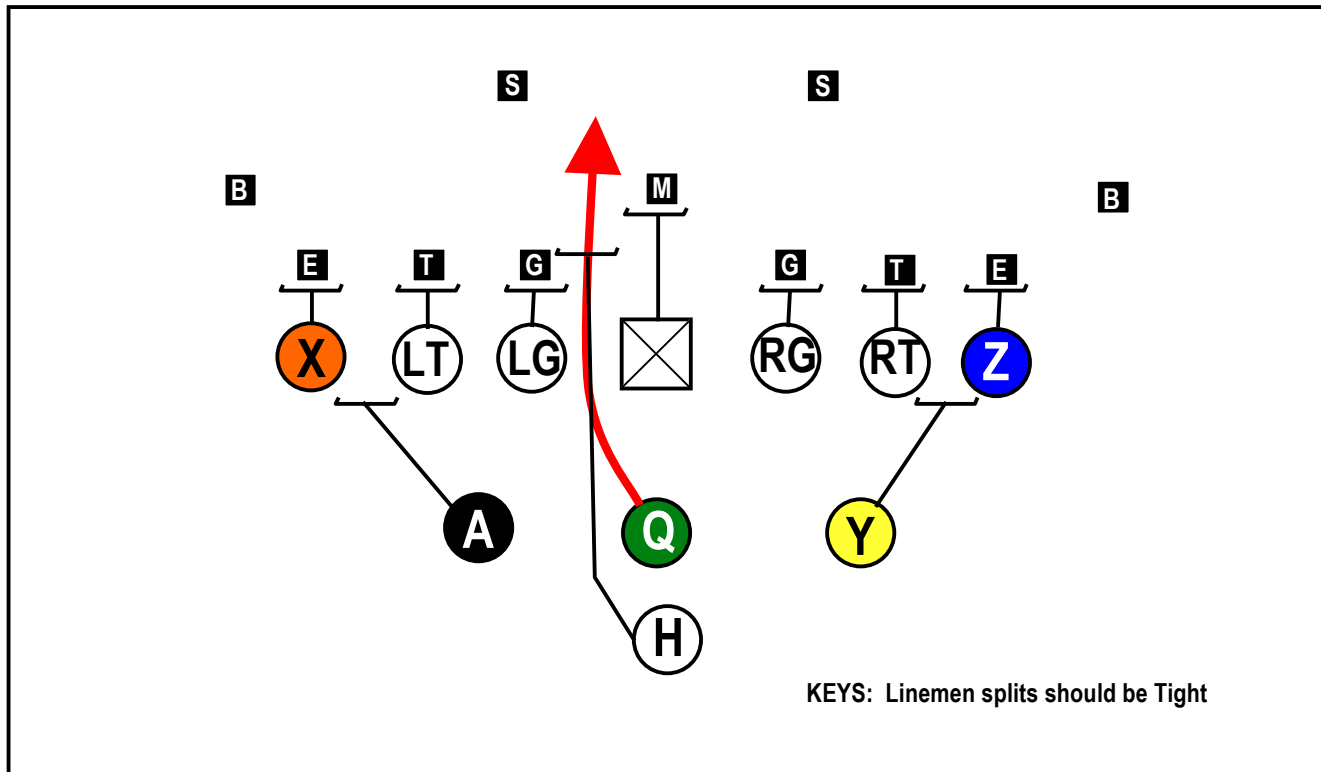 S S
M
B B
E T G G T E
X LT LG RG RT Z
A Q Y
H
KEYS: Linemen splits should be Tight